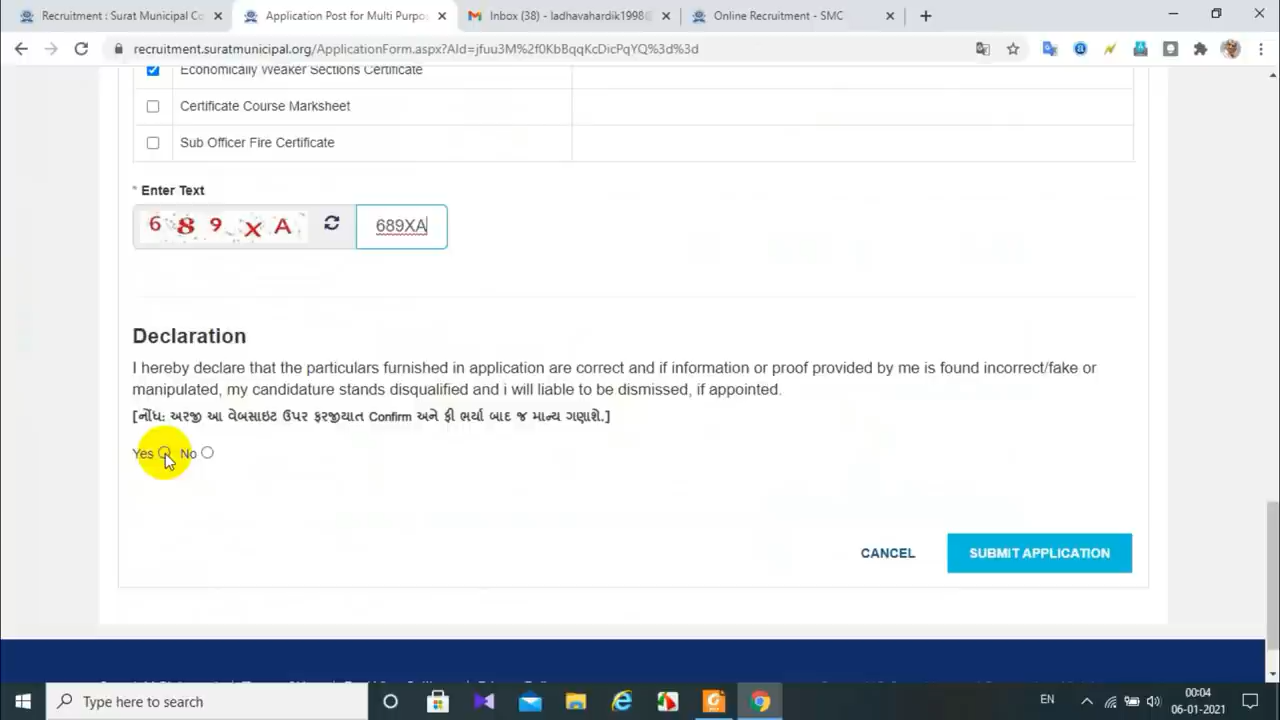 Recruitment : Surat Municipal Co
Application Post for Multi Purpo
Inbox (38) - ladhavahardik1998@
Online Recruitment - SMC
recruitment.suratmunicipal.org/ApplicationForm.aspx?AId=jfuu3M%2f0KbBqqKcDicPqYQ%3d%3d
Economically Weaker Sections Certificate
Certificate Course Marksheet
Sub Officer Fire Certificate
* Enter Text
6 8 9 X A
689XA
Declaration
I hereby declare that the particulars furnished in application are correct and if information or proof provided by me is found incorrect/fake or
manipulated, my candidature stands disqualified and i will liable to be dismissed, if appointed.
[નોંધ: અરજી આ વેબસાઇટ ઉપર ફરજીયાત Confirm અને ફી ભર્યા બાદ જ માન્ય ગણાશે.]
Yes No
CANCEL
SUBMIT APPLICATION
Type here to search
EN
00:04
06-01-2021